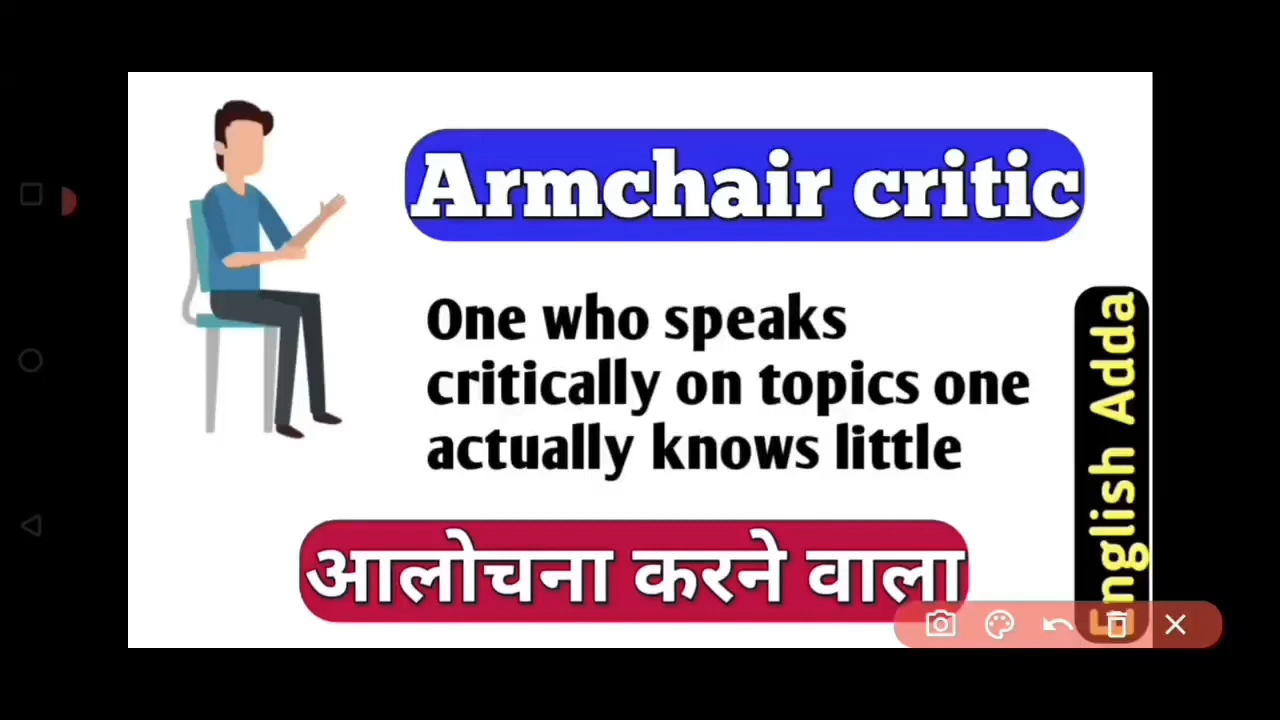 Armchair critic
One who speaks
critically on topics one
actually knows little
आलोचना करने वाला
English Adda